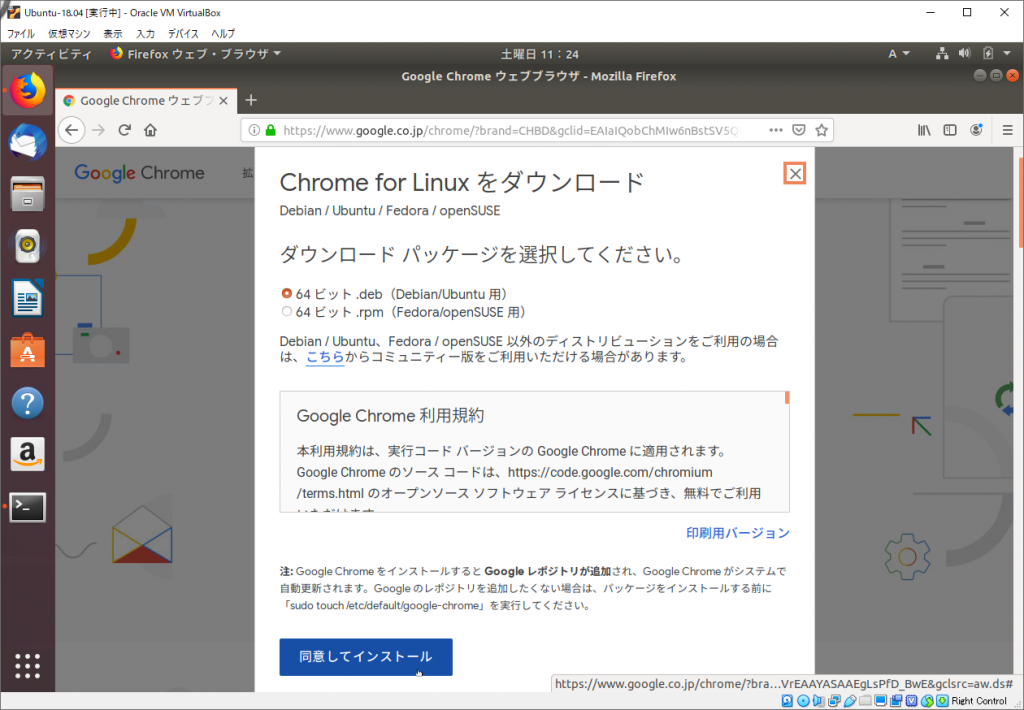 Ubuntu-18.04 [実行中] - Oracle VM VirtualBox
ファイル 仮想マシン 表示 入力 デバイス ヘルプ
アクティビティ Firefox ウェブ・ブラウザ 土曜日 11：24 A
Google Chrome ウェブブラウザ - Mozilla Firefox
Google Chrome ウェブブ
https://www.google.co.jp/chrome/?brand=CHBD&gclid=EAIaIQobChMIw6nBstSV5Q
Google Chrome 拡
Chrome for Linux をダウンロード
Debian / Ubuntu / Fedora / openSUSE
ダウンロード パッケージを選択してください。
64 ビット .deb（Debian/Ubuntu 用）
64 ビット .rpm（Fedora/openSUSE 用）
Debian / Ubuntu、Fedora / openSUSE 以外のディストリビューションをご利用の場合
は、こちらからコミュニティー版をご利用いただける場合があります。
Google Chrome 利用規約
本利用規約は、実行コード バージョンの Google Chrome に適用されます。
Google Chrome のソース コードは、https://code.google.com/chromium
/terms.html のオープンソース ソフトウェア ライセンスに基づき、無料でご利用
いただけます。
印刷用バージョン
注: Google Chrome をインストールすると Google レポジトリが追加され、Google Chrome がシステムで
自動更新されます。Google のレポジトリを追加したくない場合は、パッケージをインストールする前に
「sudo touch /etc/default/google-chrome」を実行してください。
同意してインストール
https://www.google.co.jp/chrome/?bra…VrEAAYASAAEgLsPfD_BwE&gclsrc=aw.ds#
Right Control